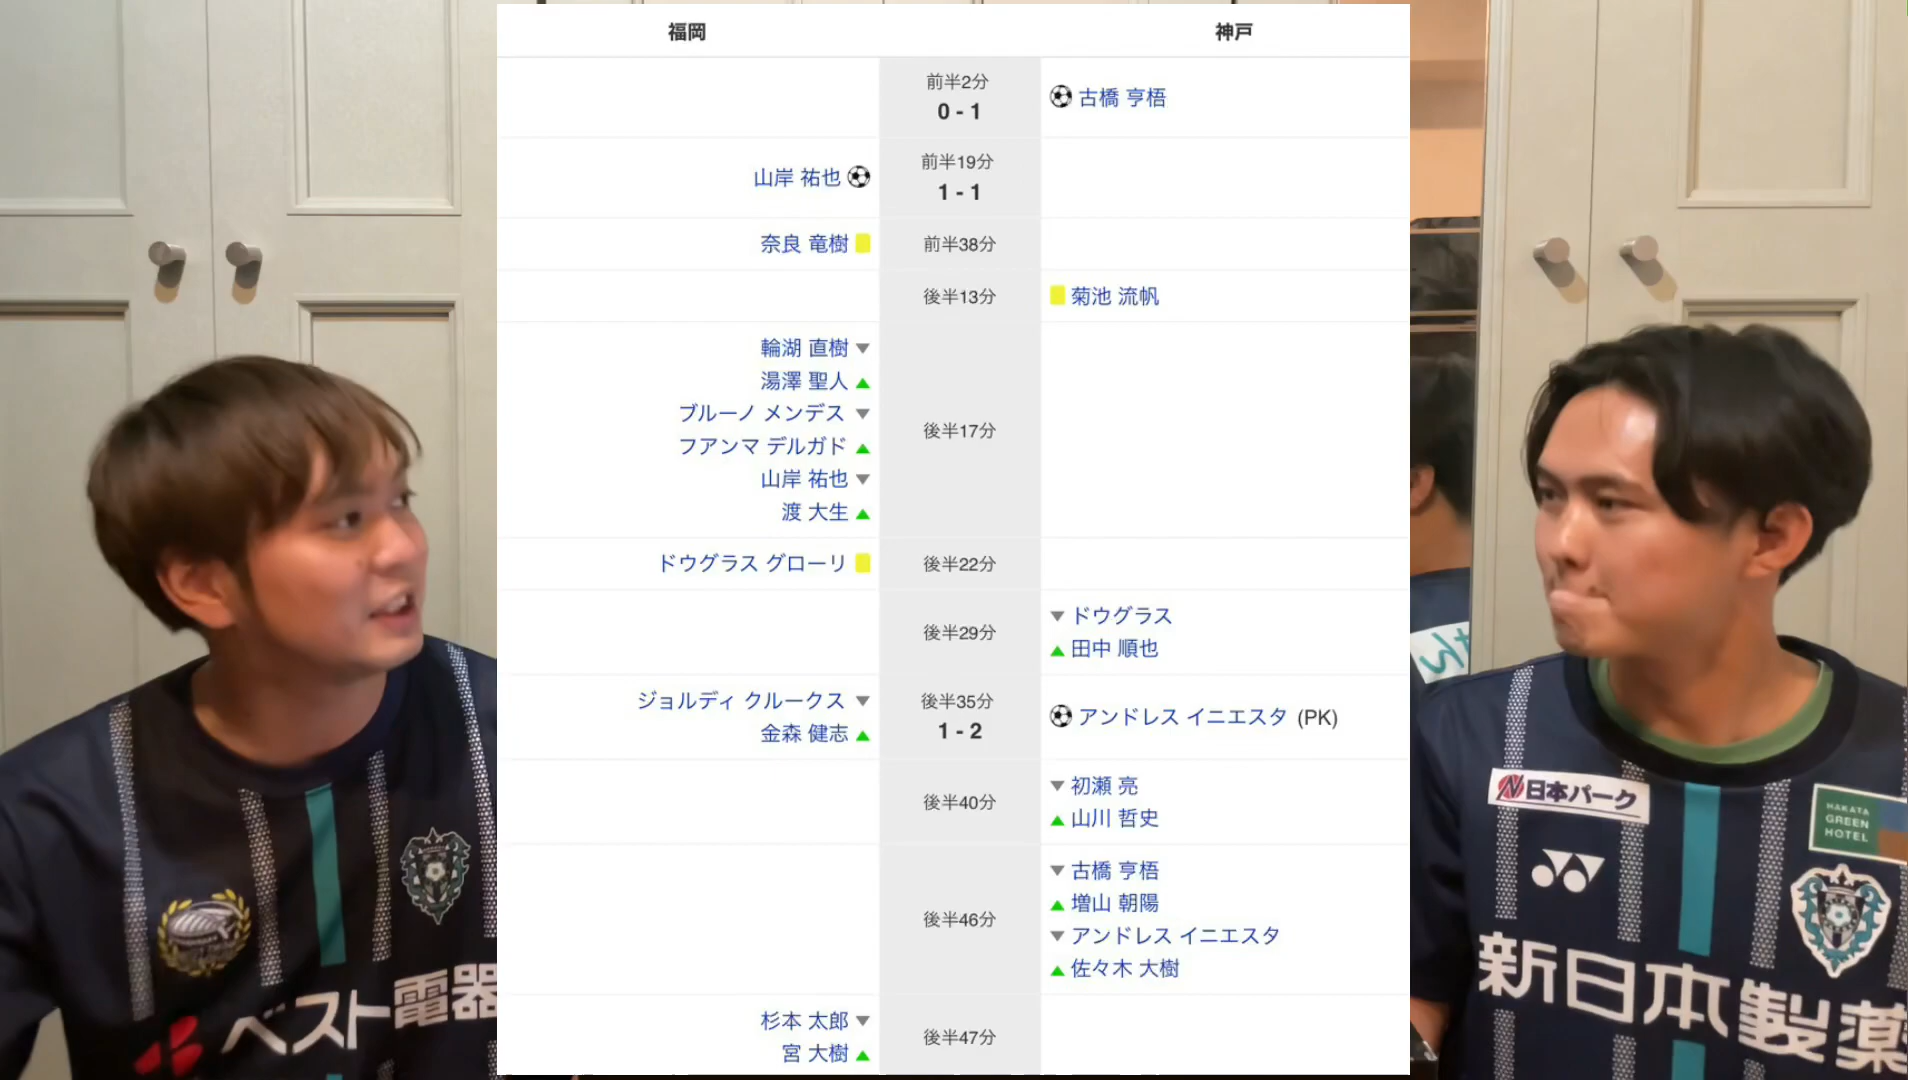 福岡
神戸
前半2分
0 - 1
古橋 亨梧
山岸 祐也
前半19分
1 - 1
奈良 竜樹
前半38分
後半13分
菊池 流帆
輪湖 直樹
湯澤 聖人
ブルーノ メンデス
フアンマ デルガド
山岸 祐也
渡 大生
後半17分
ドウグラス グローリ
後半22分
後半29分
ドウグラス
田中 順也
ジョルディ クルークス
金森 健志
後半35分
1 - 2
アンドレス イニエスタ (PK)
後半40分
初瀬 亮
山川 哲史
後半46分
古橋 亨梧
増山 朝陽
アンドレス イニエスタ
佐々木 大樹
杉本 太郎
宮 大樹
後半47分
ベスト電器
日本パーク
HAKATA
GREEN
HOTEL
新日本製薬